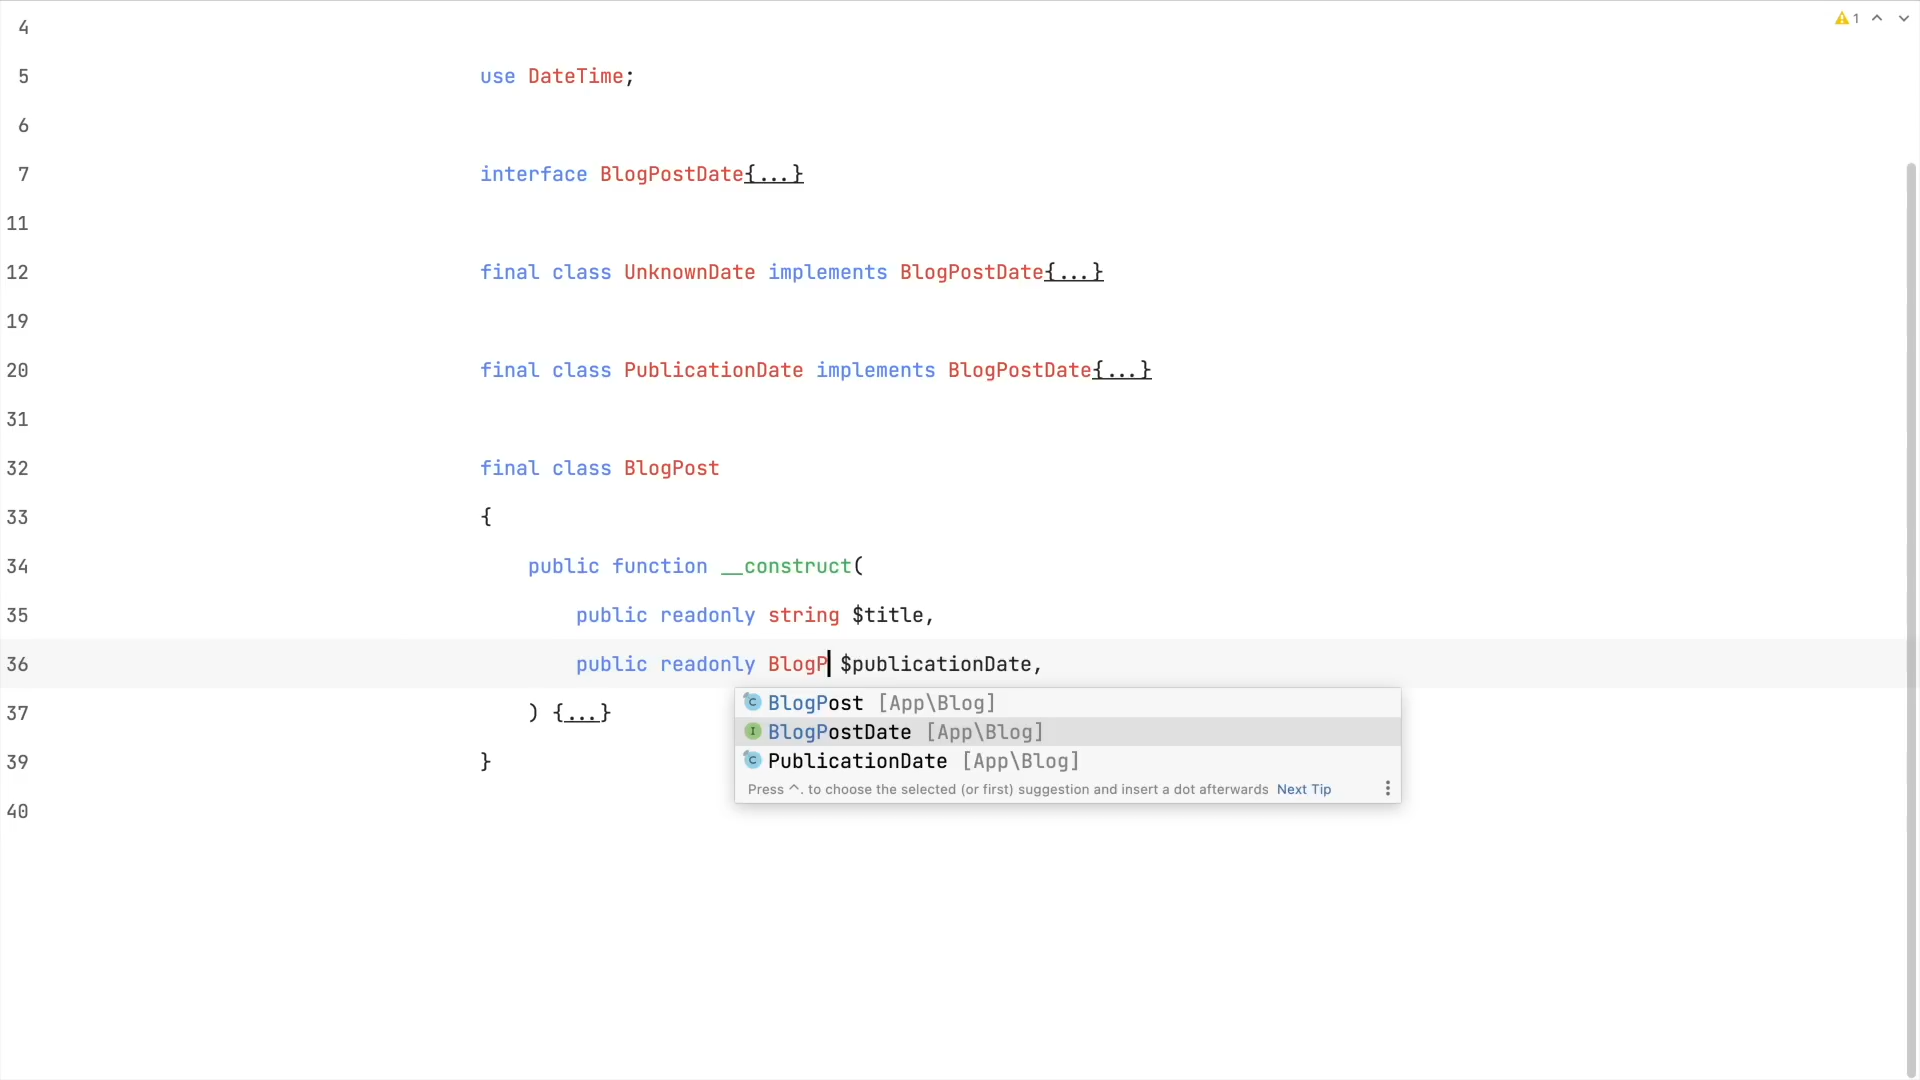 1
4
5 use DateTime;
6
7 interface BlogPostDate{...}
11
12 final class UnknownDate implements BlogPostDate{...}
19
20 final class PublicationDate implements BlogPostDate{...}
31
32 final class BlogPost
33 {
34 public function __construct(
35 public readonly string $title,
36 public readonly BlogP $publicationDate,
BlogPost [App\Blog]
37 ) {...}
BlogPostDate [App\Blog]
39 }
PublicationDate [App\Blog]
Press ^. to choose the selected (or first) suggestion and insert a dot afterwards Next Tip
40